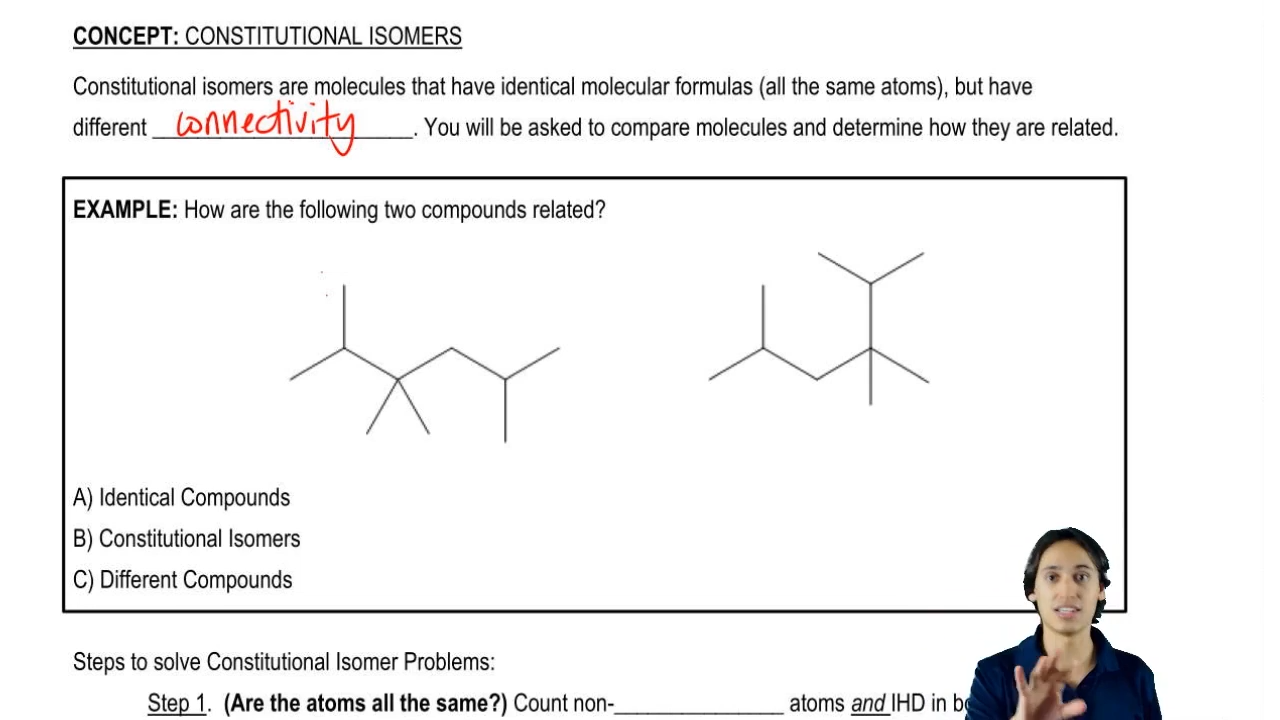 CONCEPT: CONSTITUTIONAL ISOMERS
Constitutional isomers are molecules that have identical molecular formulas (all the same atoms), but have
different connectivity. You will be asked to compare molecules and determine how they are related.
EXAMPLE: How are the following two compounds related?
A) Identical Compounds
B) Constitutional Isomers
C) Different Compounds
Steps to solve Constitutional Isomer Problems:
Step 1. (Are the atoms all the same?) Count non-________________ atoms and IHD in